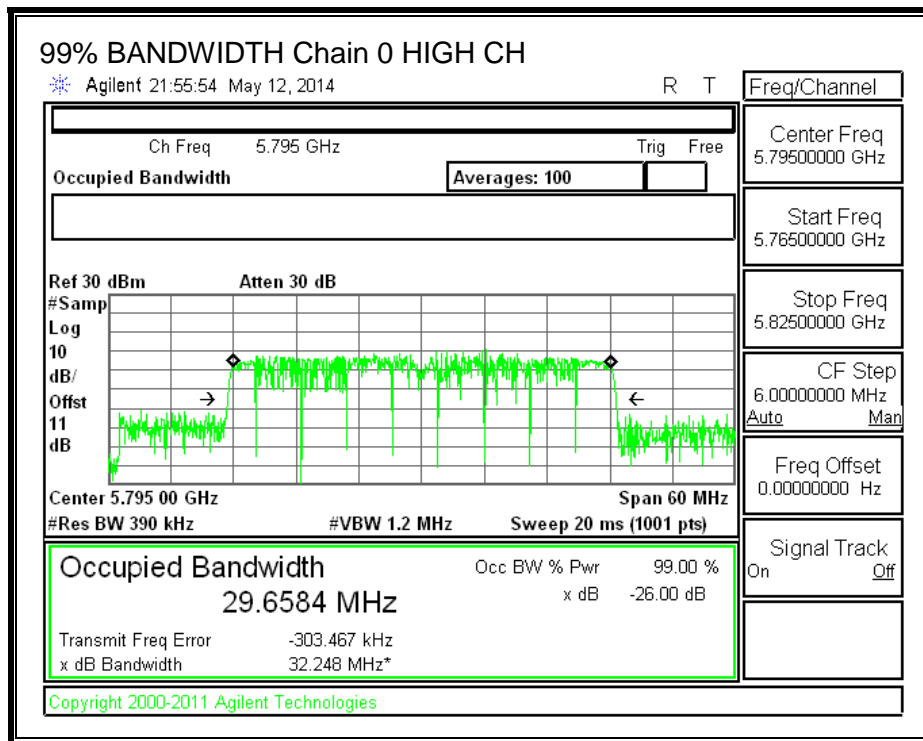 99% BANDWIDTH Chain 0 HIGH CH
Agilent 21:55:54 May 12, 2014 R T
Freq/Channel
Ch Freq 5.795 GHz Trig Free
Occupied Bandwidth Averages: 100
Center Freq
5.79500000 GHz
Start Freq
5.76500000 GHz
Stop Freq
5.82500000 GHz
CF Step
6.00000000 MHz
Auto Man
Freq Offset
0.00000000 Hz
Signal Track
On Off
Ref 30 dBm Atten 30 dB
#Samp
Log
10
dB/
Offst
11
dB
Center 5.795 00 GHz Span 60 MHz
#Res BW 390 kHz #VBW 1.2 MHz Sweep 20 ms (1001 pts)
Occupied Bandwidth Occ BW % Pwr 99.00 %
29.6584 MHz x dB -26.00 dB
Transmit Freq Error -303.467 kHz
x dB Bandwidth 32.248 MHz*
Copyright 2000-2011 Agilent Technologies